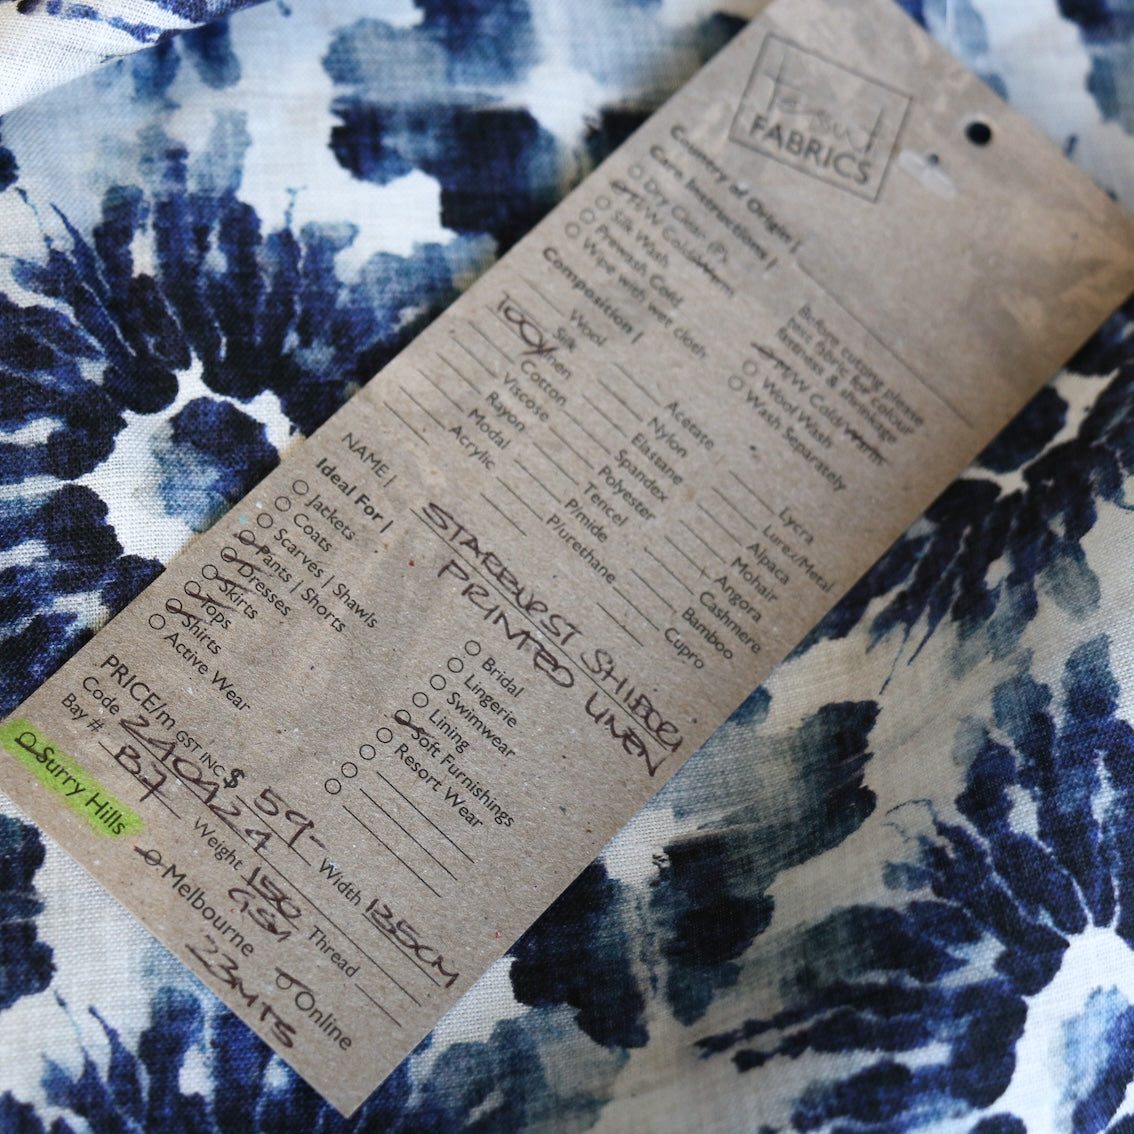 Tessuti
FABRICS
Country of Origin |
Care Instructions |
Dry Clean (P)
H/W Cold/Warm
Silk Wash
Prewash Cold
Wipe with wet cloth
Before cutting please
test fabric for colour
fastness & shrinkage
M/W Cold/Warm
Wool Wash
Wash Separately
Composition |
Wool
Silk
100% Linen
Cotton
Viscose
Rayon
Modal
Acrylic
Acetate
Nylon
Elastane
Spandex
Polyester
Tencel
Pimide
Plurethane
Lycra
Lurex/Metal
Alpaca
Mohair
Angora
Cashmere
Bamboo
Cupro
NAME | STARBURST SHIBORI
PRINTED LINEN
Ideal For |
Jackets
Coats
Scarves | Shawls
Pants | Shorts
Dresses
Skirts
Tops
Shirts
Active Wear
Bridal
Lingerie
Swimwear
Lining
Soft Furnishings
Resort Wear
PRICE/m GST INC $ 59-
Width 135CM
Code 2404224
Weight 150 GSM
Thread
Bay # B7
Surry Hills
Melbourne
Online
23MTS